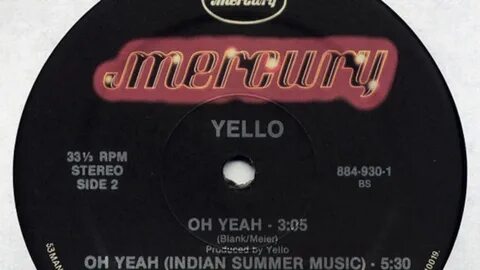 mercury
mercury
YELLO
33⅓ RPM
STEREO
SIDE 2
884-930-1
BS
OH YEAH - 3:05
(Blank/Meier)
Produced by Yello
OH YEAH (INDIAN SUMMER MUSIC) - 5:30